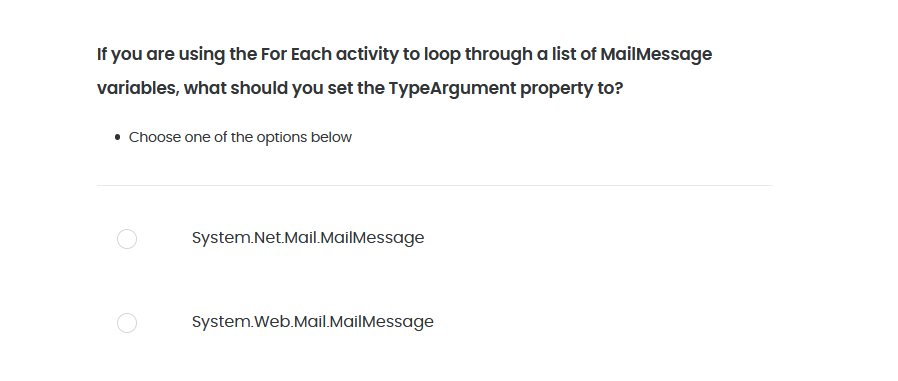 If you are using the For Each activity to loop through a list of MailMessage
variables, what should you set the TypeArgument property to?
• Choose one of the options below
System.Net.Mail.MailMessage
System.Web.Mail.MailMessage